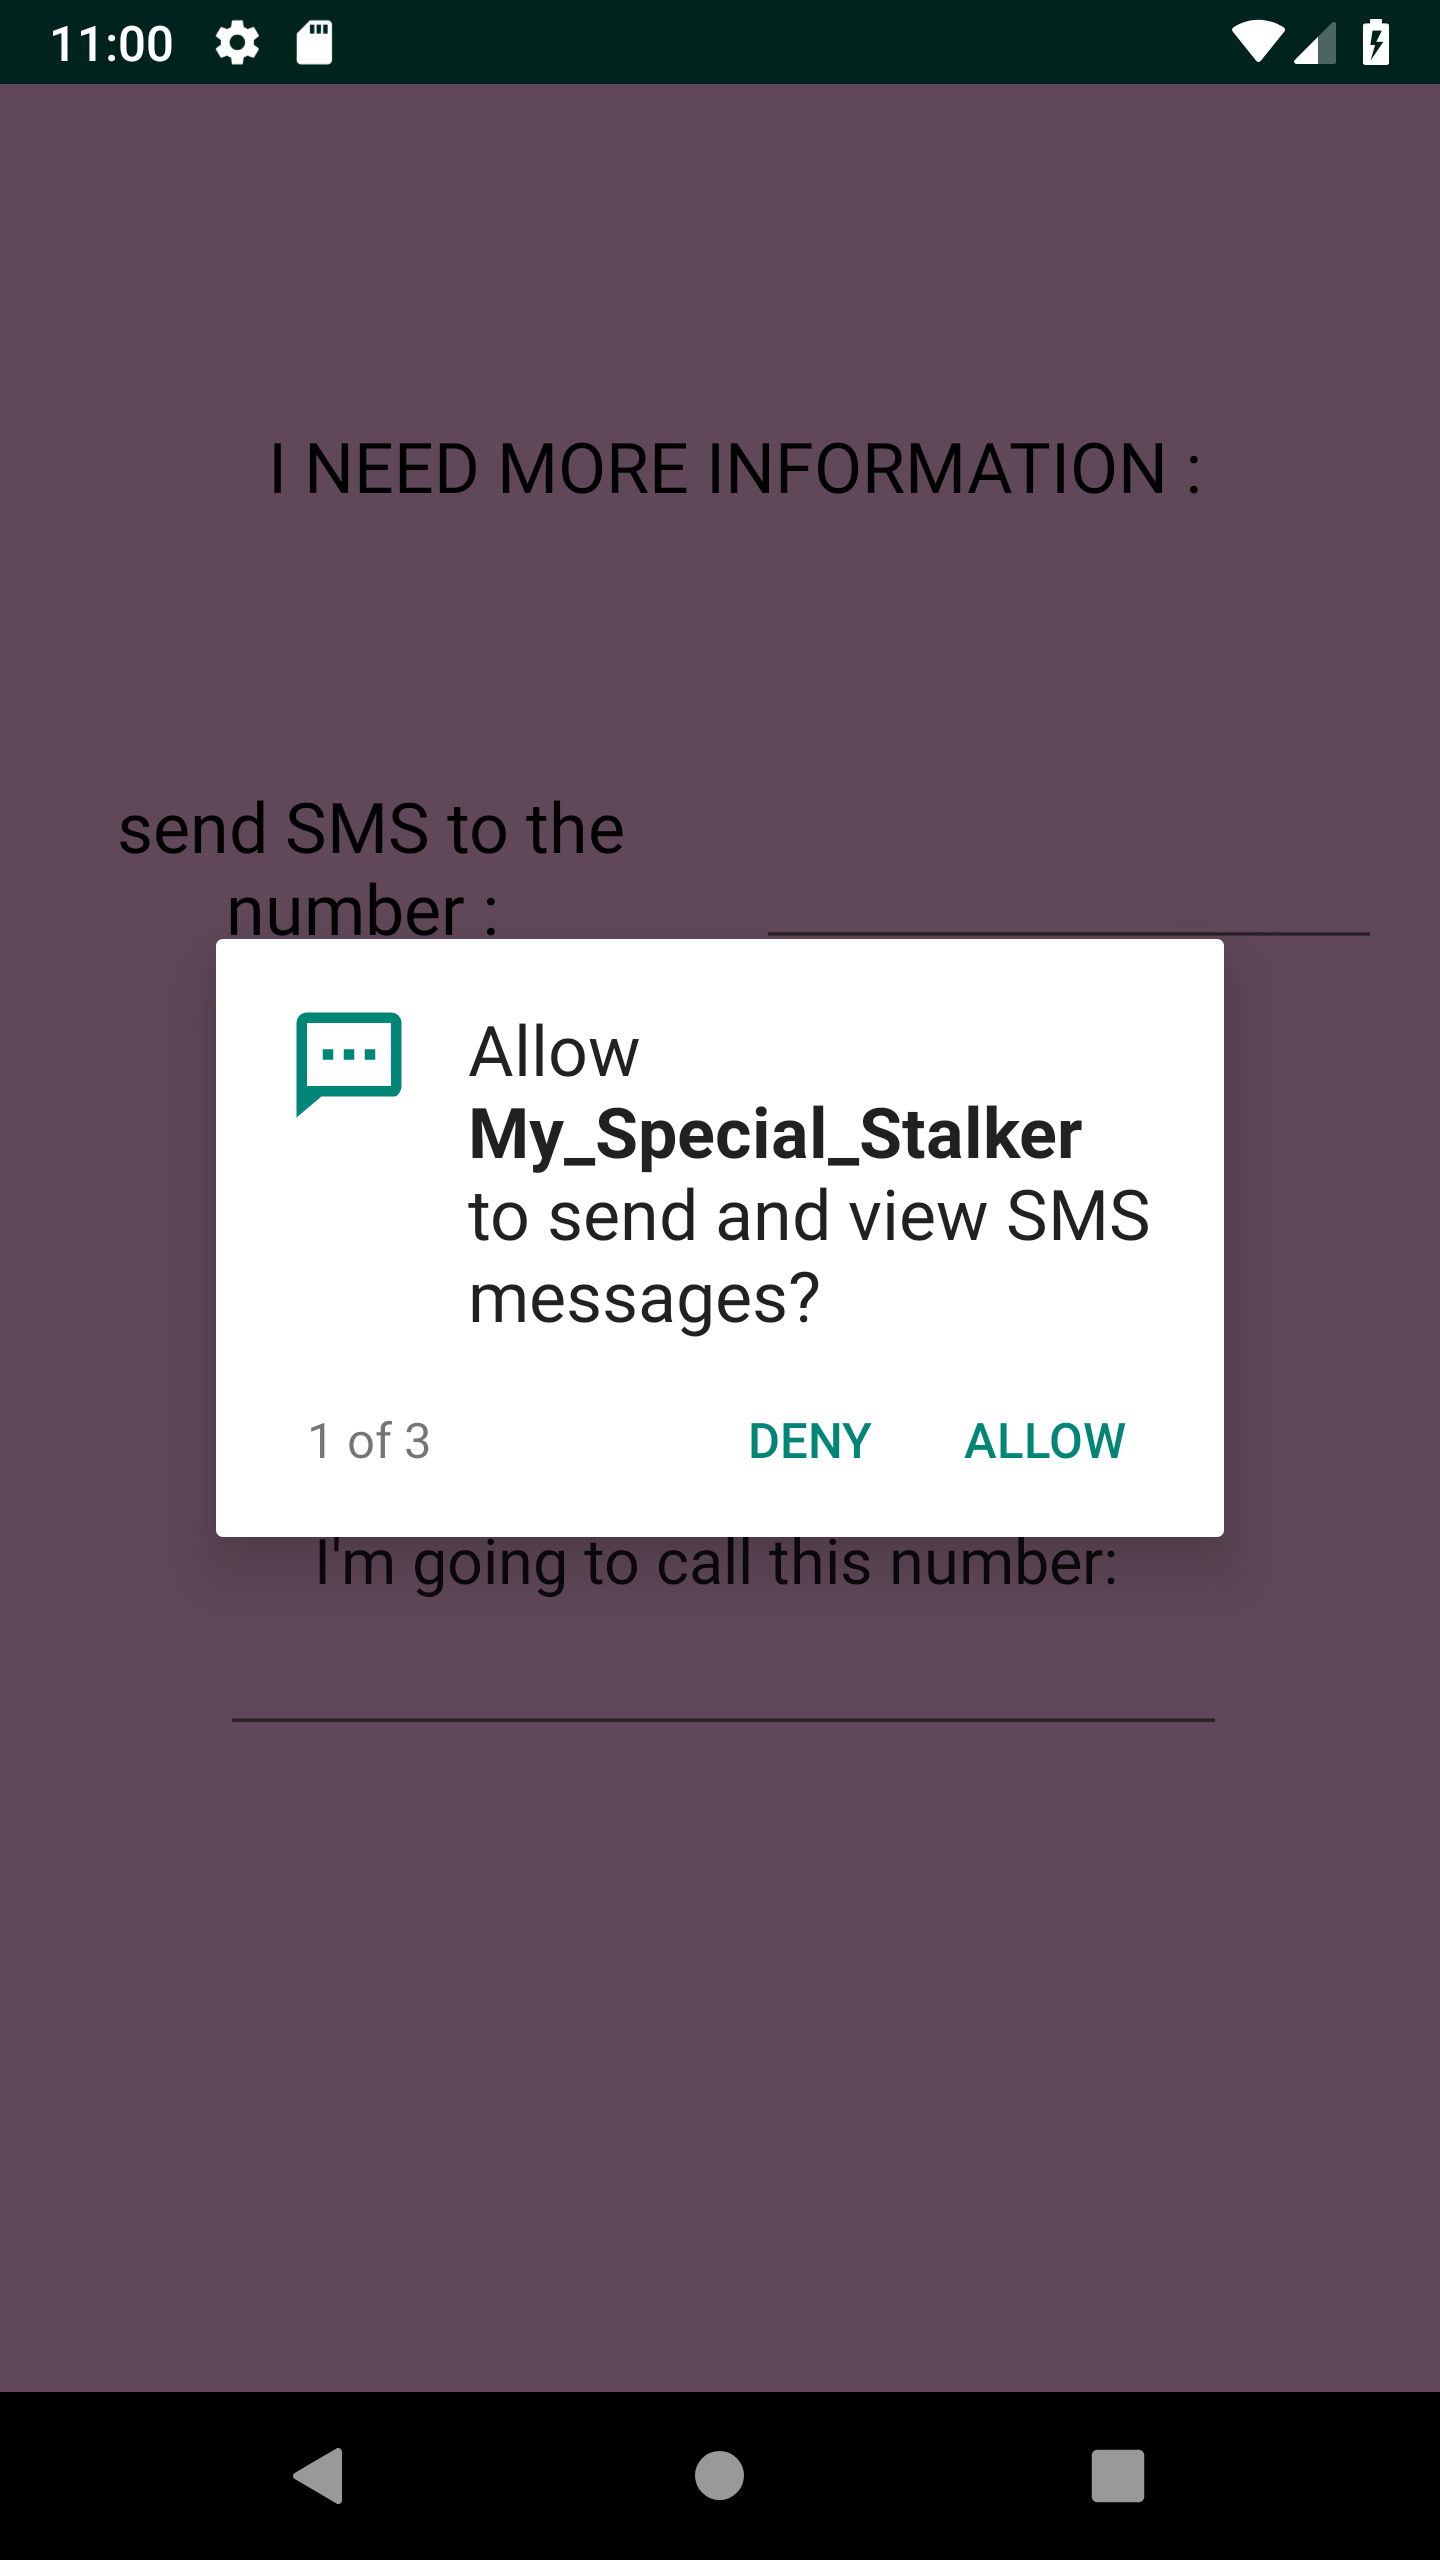 11:00
I NEED MORE INFORMATION :
send SMS to the
number :
Allow
My_Special_Stalker
to send and view SMS
messages?
1 of 3
DENY
ALLOW
I'm going to call this number: